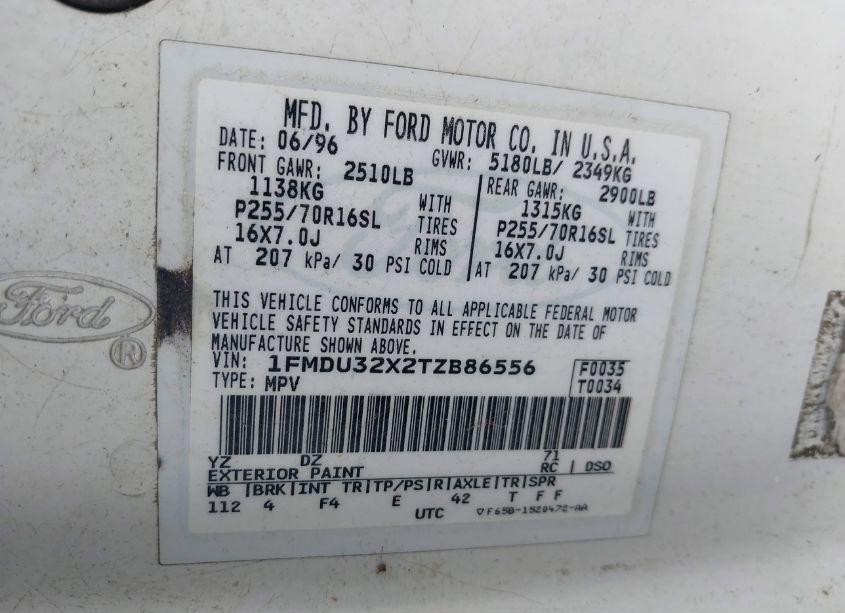 MFD. BY FORD MOTOR CO. IN U.S.A.
DATE: 06/96 GVWR: 5180LB/ 2349KG
FRONT GAWR: 2510LB
1138KG WITH
P255/70R16SL TIRES
16X7.0J RIMS
AT 207 kPa/ 30 PSI COLD
REAR GAWR: 2900LB
1315KG WITH
P255/70R16SL TIRES
16X7.0J RIMS
AT 207 kPa/ 30 PSI COLD
THIS VEHICLE CONFORMS TO ALL APPLICABLE FEDERAL MOTOR
VEHICLE SAFETY STANDARDS IN EFFECT ON THE DATE OF
MANUFACTURE SHOWN ABOVE.
VIN: 1FMDU32X2TZB86556 F0035
TYPE: MPV T0034
YZ DZ 71
EXTERIOR PAINT RC | DSO
WB |BRK|INT TR|TP/PS|R|AXLE|TR|SPR
112 4 F4 E 42 T F F
UTC ▽F65B-1520472-AA
Ford
®